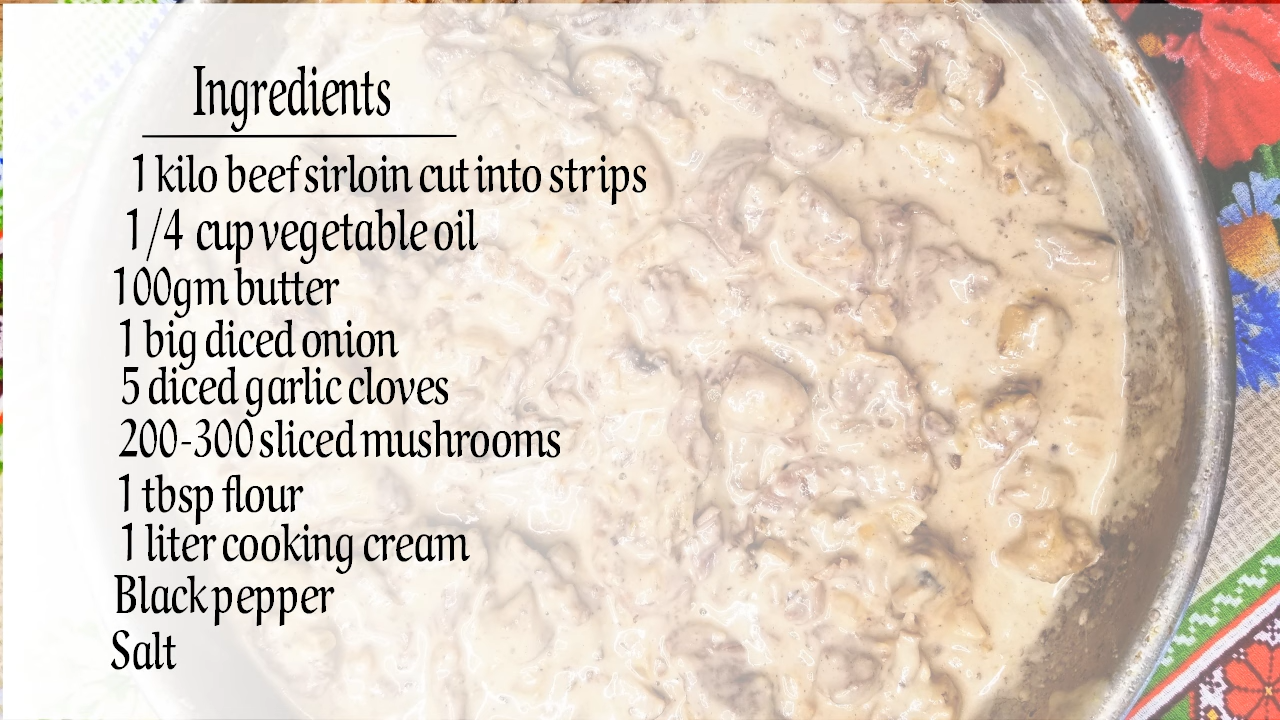 Ingredients
1 kilo beef sirloin cut into strips
1/4 cup vegetable oil
100gm butter
1 big diced onion
5 diced garlic cloves
200-300 sliced mushrooms
1 tbsp flour
1 liter cooking cream
Black pepper
Salt